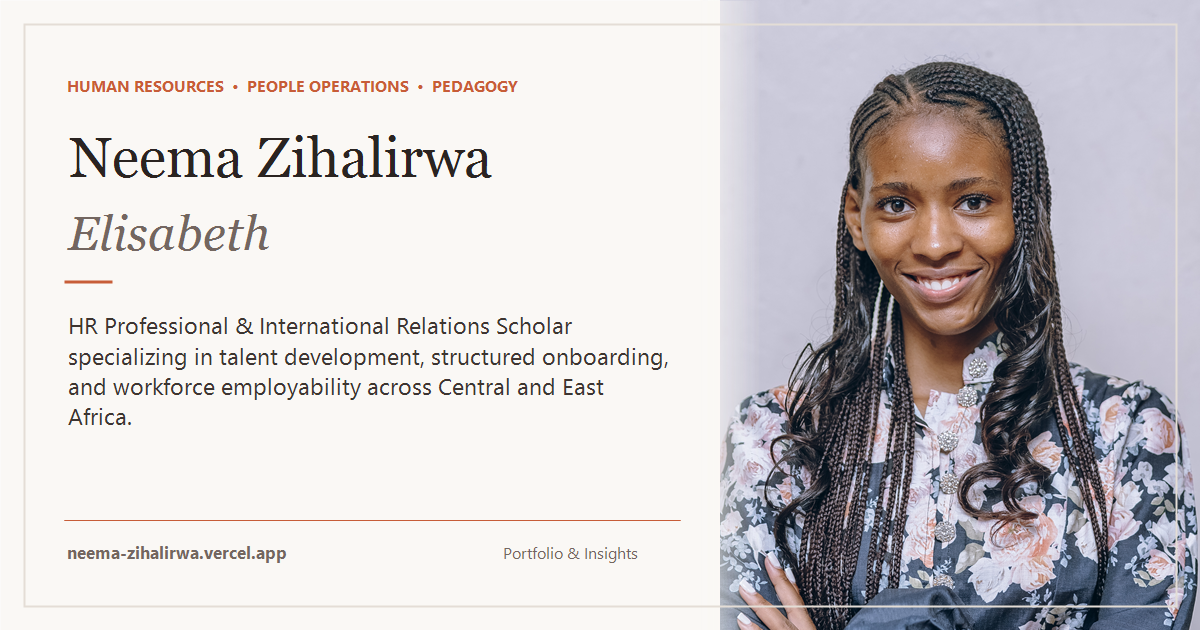 HUMAN RESOURCES • PEOPLE OPERATIONS • PEDAGOGY
Neema Zihalirwa
Elisabeth
HR Professional & International Relations Scholar
specializing in talent development, structured onboarding,
and workforce employability across Central and East
Africa.
neema-zihalirwa.vercel.app
Portfolio & Insights